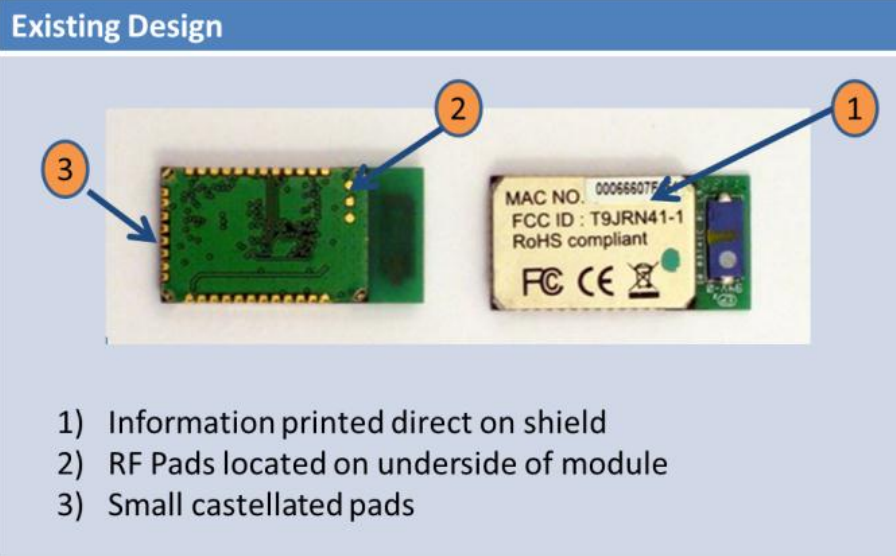 Existing Design
2
1
3
MAC NO. 00066607
FCC ID : T9JRN41-1
RoHS compliant
FC CE
1) Information printed direct on shield
2) RF Pads located on underside of module
3) Small castellated pads